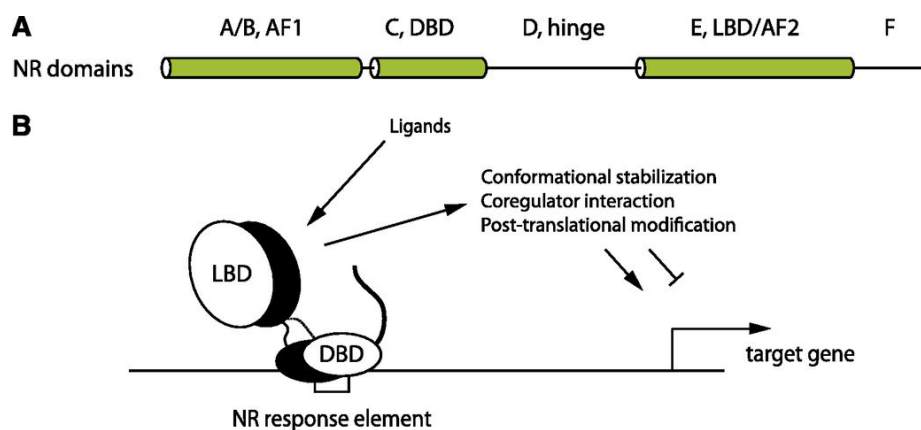 A
A/B, AF1
C, DBD
D, hinge
E, LBD/AF2
F
NR domains
B
Ligands
Conformational stabilization
Coregulator interaction
Post-translational modification
LBD
DBD
target gene
NR response element